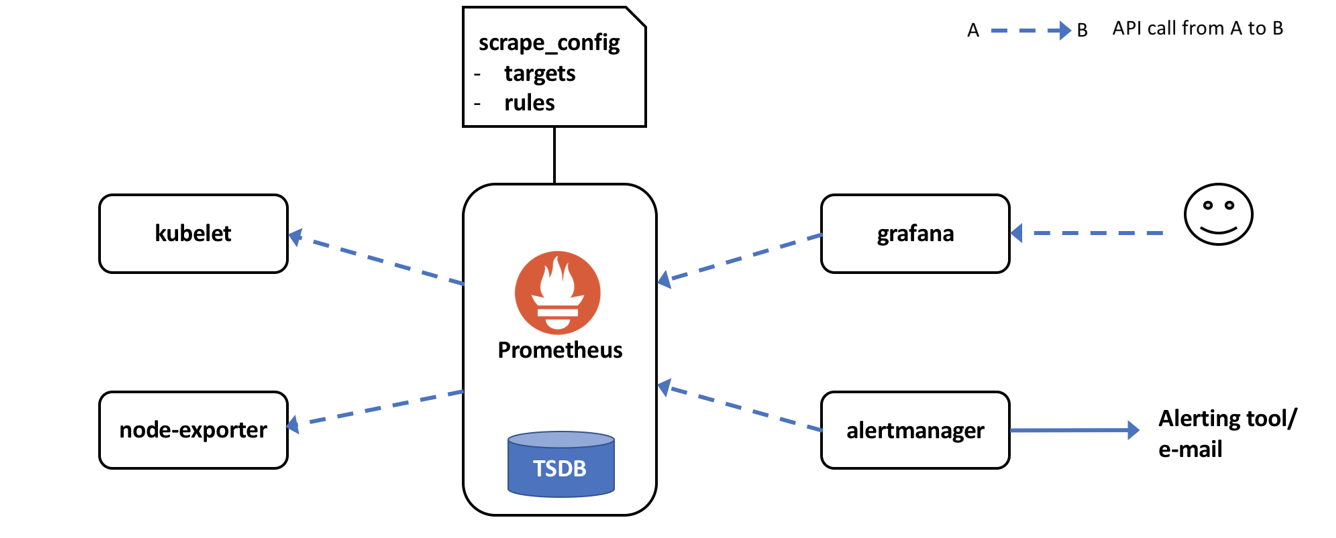 scrape_config
- targets
- rules
A B API call from A to B
kubelet
grafana
Prometheus
node-exporter
alertmanager
Alerting tool/
e-mail
TSDB